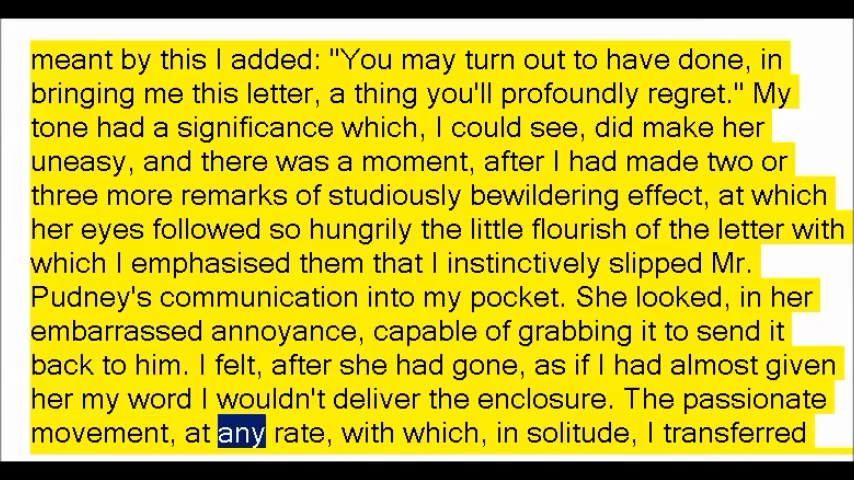 meant by this I added: "You may turn out to have done, in
bringing me this letter, a thing you'll profoundly regret." My
tone had a significance which, I could see, did make her
uneasy, and there was a moment, after I had made two or
three more remarks of studiously bewildering effect, at which
her eyes followed so hungrily the little flourish of the letter with
which I emphasised them that I instinctively slipped Mr.
Pudney's communication into my pocket. She looked, in her
embarrassed annoyance, capable of grabbing it to send it
back to him. I felt, after she had gone, as if I had almost given
her my word I wouldn't deliver the enclosure. The passionate
movement, at any rate, with which, in solitude, I transferred